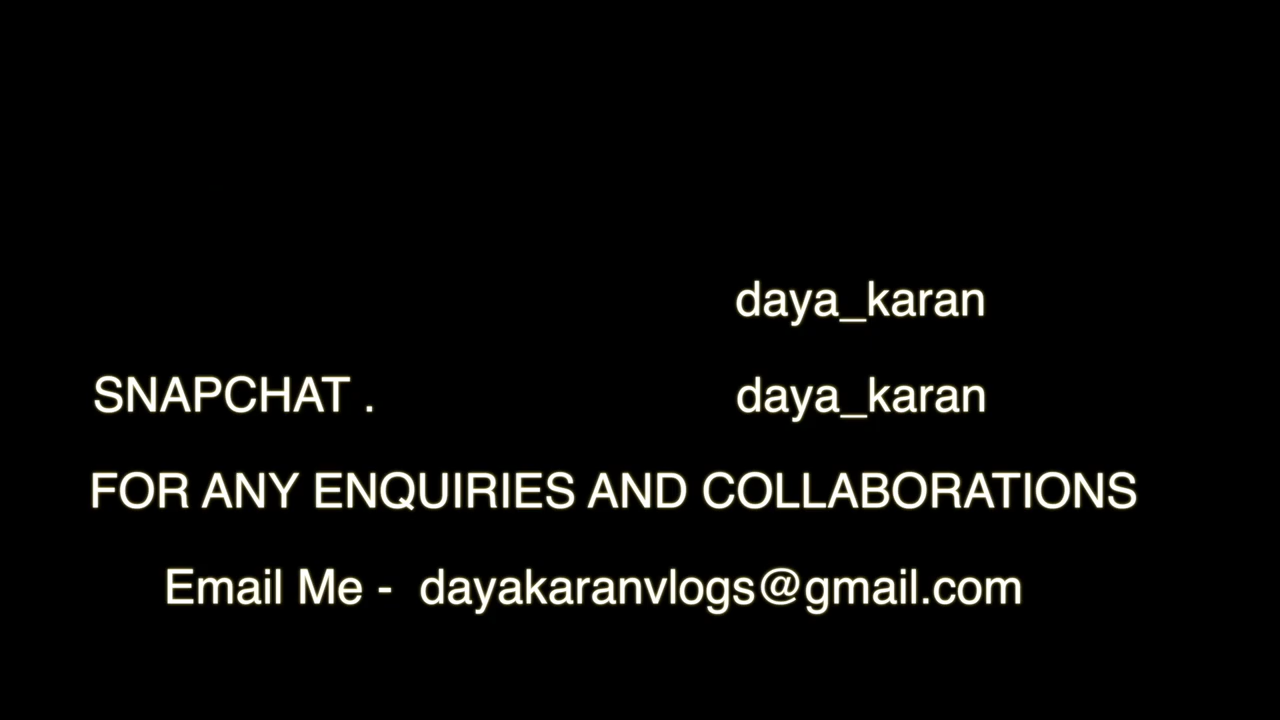 daya_karan
SNAPCHAT . daya_karan
FOR ANY ENQUIRIES AND COLLABORATIONS
Email Me - dayakaranvlogs@gmail.com